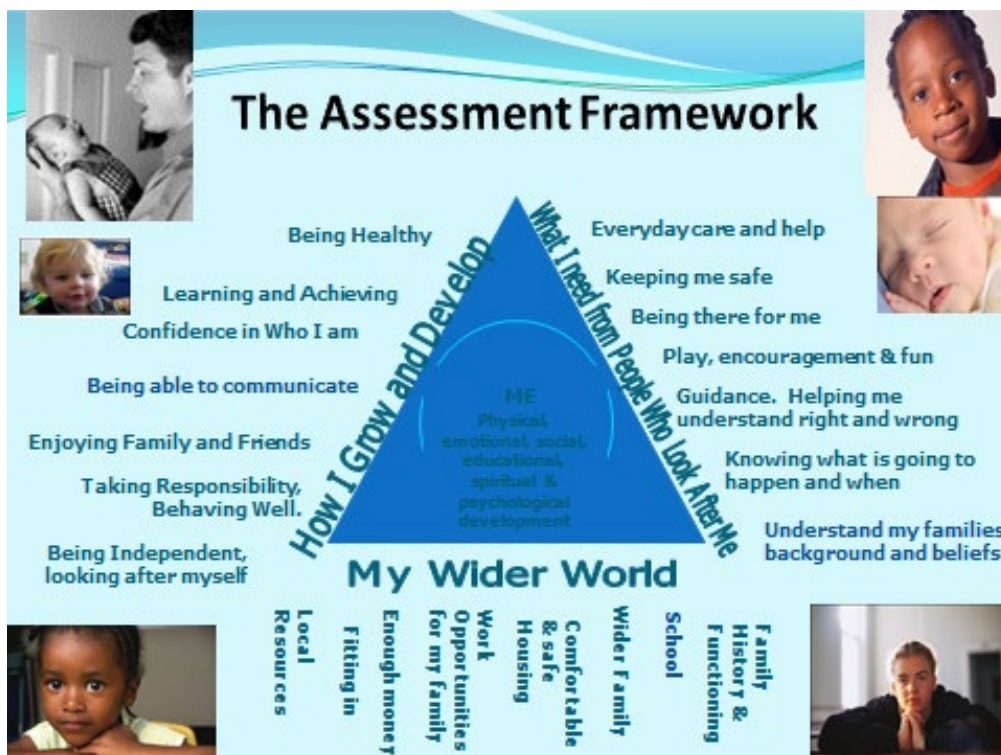 The Assessment Framework
How I Grow and Develop
Being Healthy
Learning and Achieving
Confidence in Who I am
Being able to communicate
Enjoying Family and Friends
Taking Responsibility,
Behaving Well.
Being Independent,
looking after myself
What I need from People Who Look After Me
Everyday care and help
Keeping me safe
Being there for me
Play, encouragement & fun
Guidance. Helping me
understand right and wrong
Knowing what is going to
happen and when
Understand my families
background and beliefs
ME
Physical,
emotional, social,
educational,
spiritual &
psychological
development
My Wider World
Local
Resources
Fitting in
Enough money
Work
Opportunities
for my family
Comfortable
& safe
Housing
Wider Family
School
Family
History &
Functioning